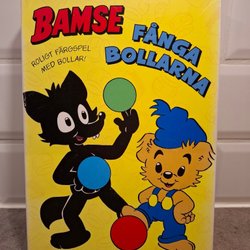 BAMSE
ROLIGT FÄRGSPEL
MED BOLLAR!
FÅNGA
BOLLARNA